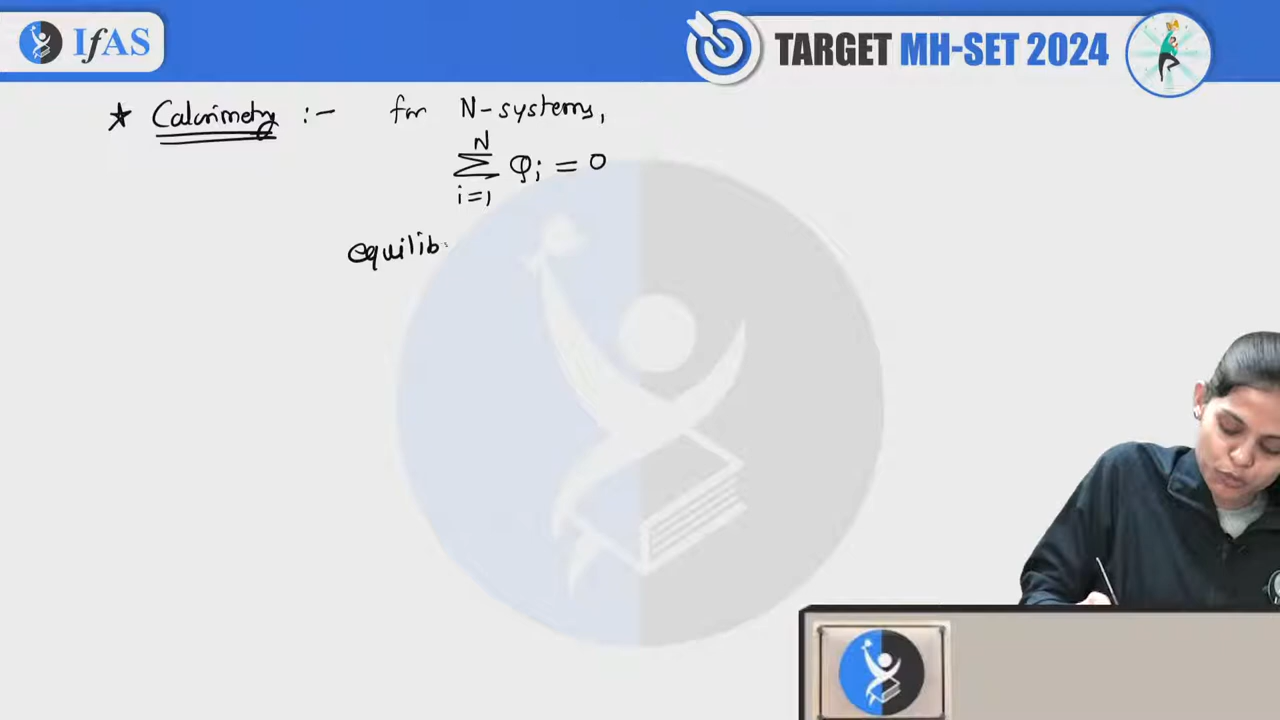 IfAS
TARGET MH-SET 2024
★ Calorimetry :- for N-systems,
N
∑ Qi = 0
i=1
equilib